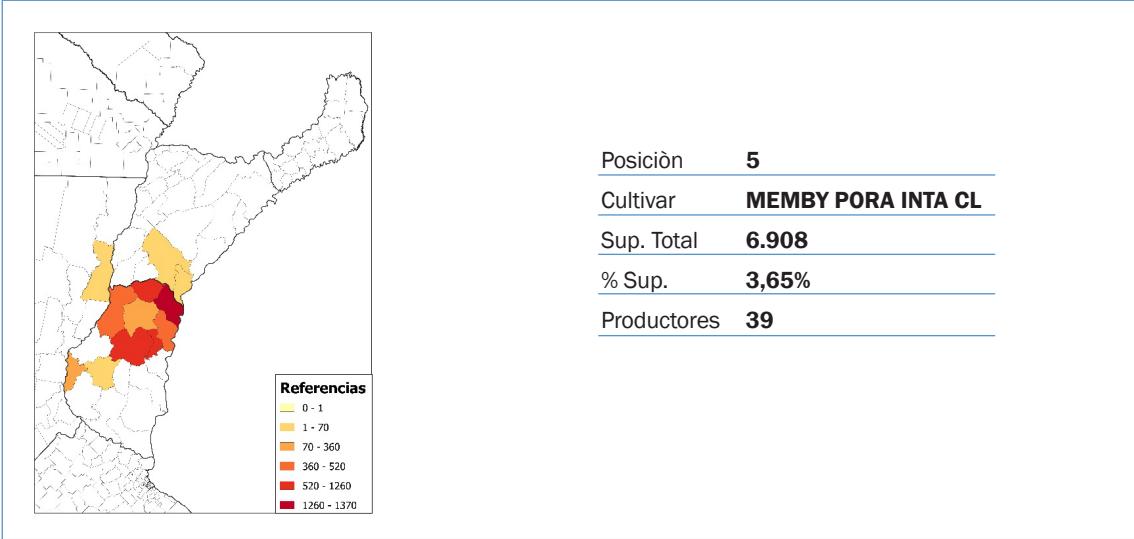 Referencias
0 - 1
1 - 70
70 - 360
360 - 520
520 - 1260
1260 - 1370
Posiciòn 5
Cultivar MEMBY PORA INTA CL
Sup. Total 6.908
% Sup. 3,65%
Productores 39